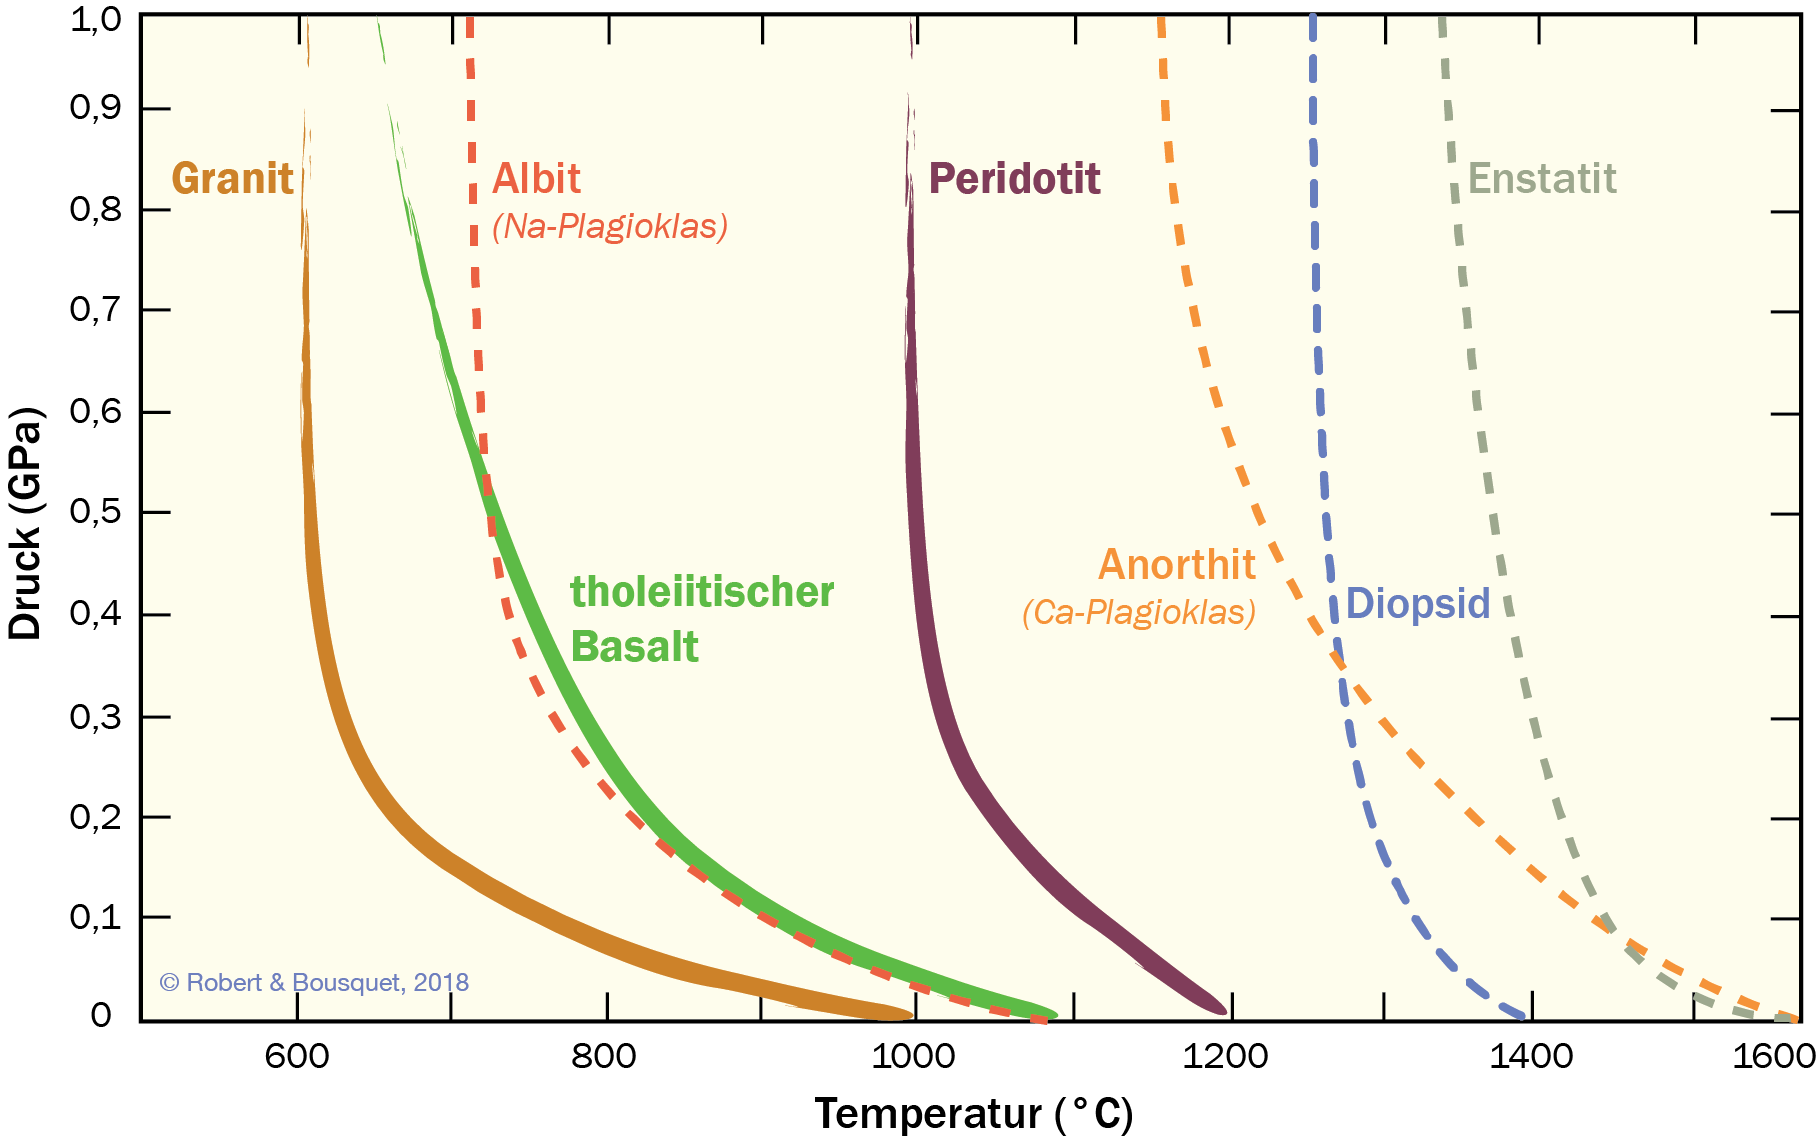 1,0
0,9
0,8
0,7
0,6
0,5
0,4
0,3
0,2
0,1
0
Druck (GPa)
Granit
Albit
(Na-Plagioklas)
Peridotit
Enstatit
tholeiitischer
Basalt
Anorthit
(Ca-Plagioklas)
Diopsid
© Robert & Bousquet, 2018
600
800
1000
1200
1400
1600
Temperatur (°C)